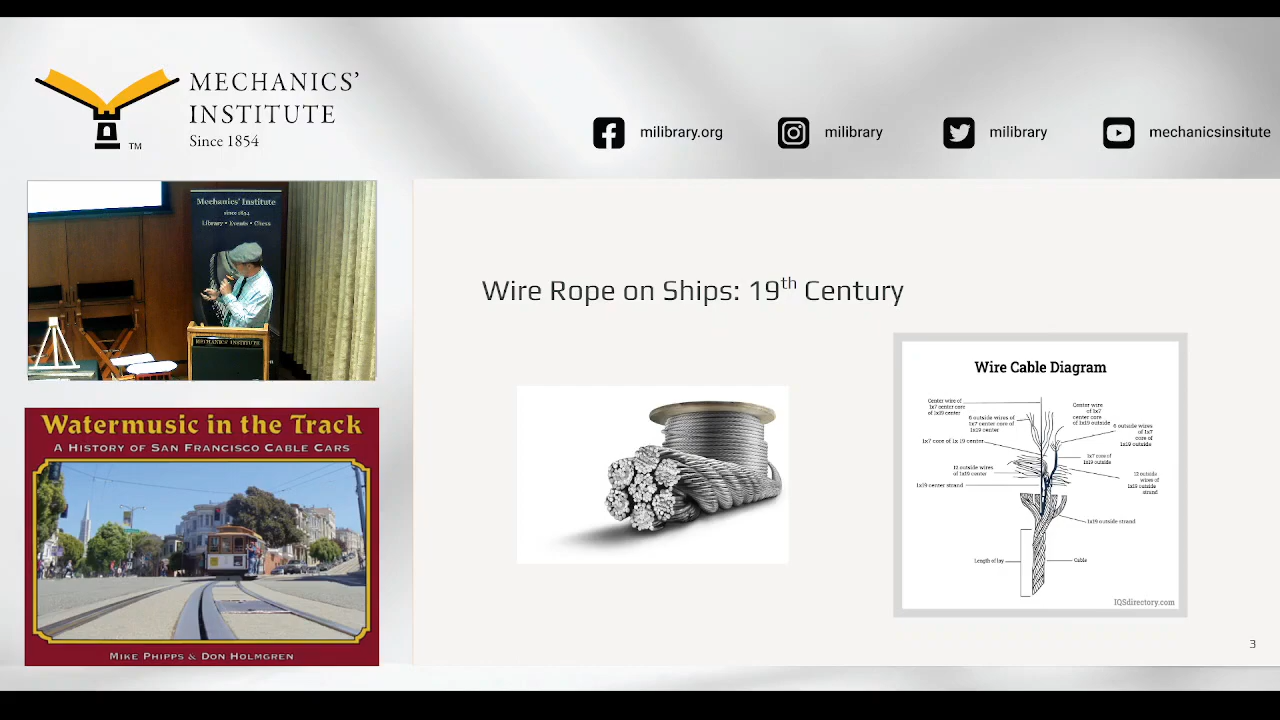 MECHANICS’
INSTITUTE
Since 1854
TM
milibrary.org
milibrary
milibrary
mechanicsinsitute
Mechanics' Institute
since 1854
Library • Events • Chess
MECHANICS' INSTITUTE
Watermusic in the Track
A History of San Francisco Cable Cars
Mike Phipps & Don Holmgren
Wire Rope on Ships: 19th Century
Wire Cable Diagram
Center wire of
1x7 center core
of 1x19 center
6 outside wires of
1x7 center core of
1x19 center
1x7 core of 1x 19 center
12 outside wires
of 1x19 center
1x19 center strand
Center wire
of 1x7
center core
of 1x19 outside
6 outside wires
of 1x7
core of
1x19 outside
1x7 core of
1x19 outside
12 outside
wires of
1x19 outside
strand
1x19 outside strand
Length of lay
Cable
IQSdirectory.com
3